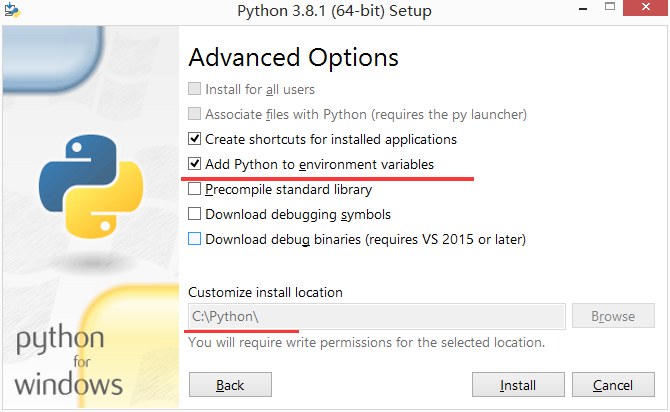 Python 3.8.1 (64-bit) Setup
Advanced Options
Install for all users
Associate files with Python (requires the py launcher)
Create shortcuts for installed applications
Add Python to environment variables
Precompile standard library
Download debugging symbols
Download debug binaries (requires VS 2015 or later)
Customize install location
C:\Python\
Browse
You will require write permissions for the selected location.
python
for
windows
Back
Install
Cancel